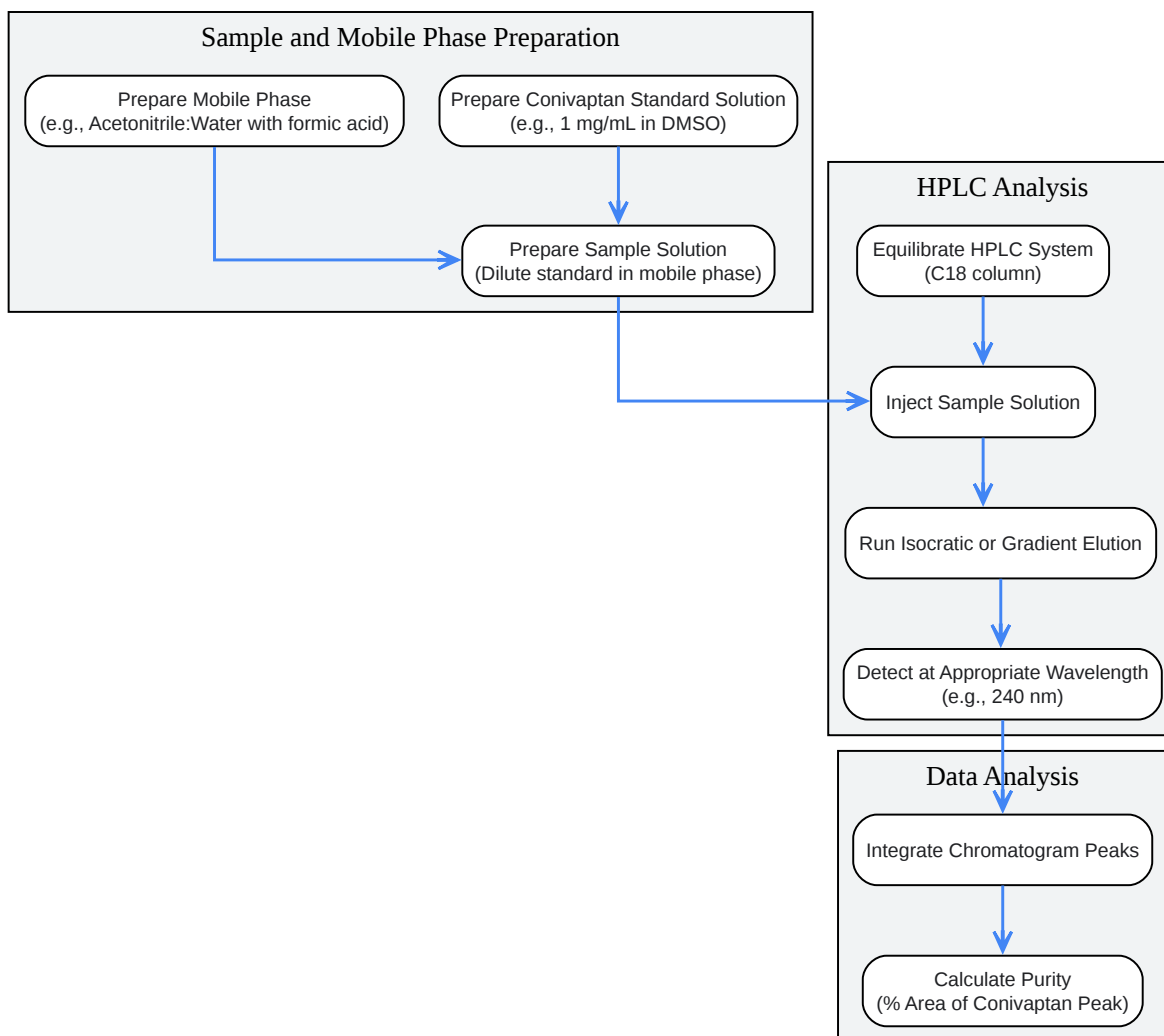 Sample and Mobile Phase Preparation
Prepare Mobile Phase
(e.g., Acetonitrile:Water with formic acid)
Prepare Conivaptan Standard Solution
(e.g., 1 mg/mL in DMSO)
Prepare Sample Solution
(Dilute standard in mobile phase)
HPLC Analysis
Equilibrate HPLC System
(C18 column)
Inject Sample Solution
Run Isocratic or Gradient Elution
Detect at Appropriate Wavelength
(e.g., 240 nm)
Data Analysis
Integrate Chromatogram Peaks
Calculate Purity
(% Area of Conivaptan Peak)